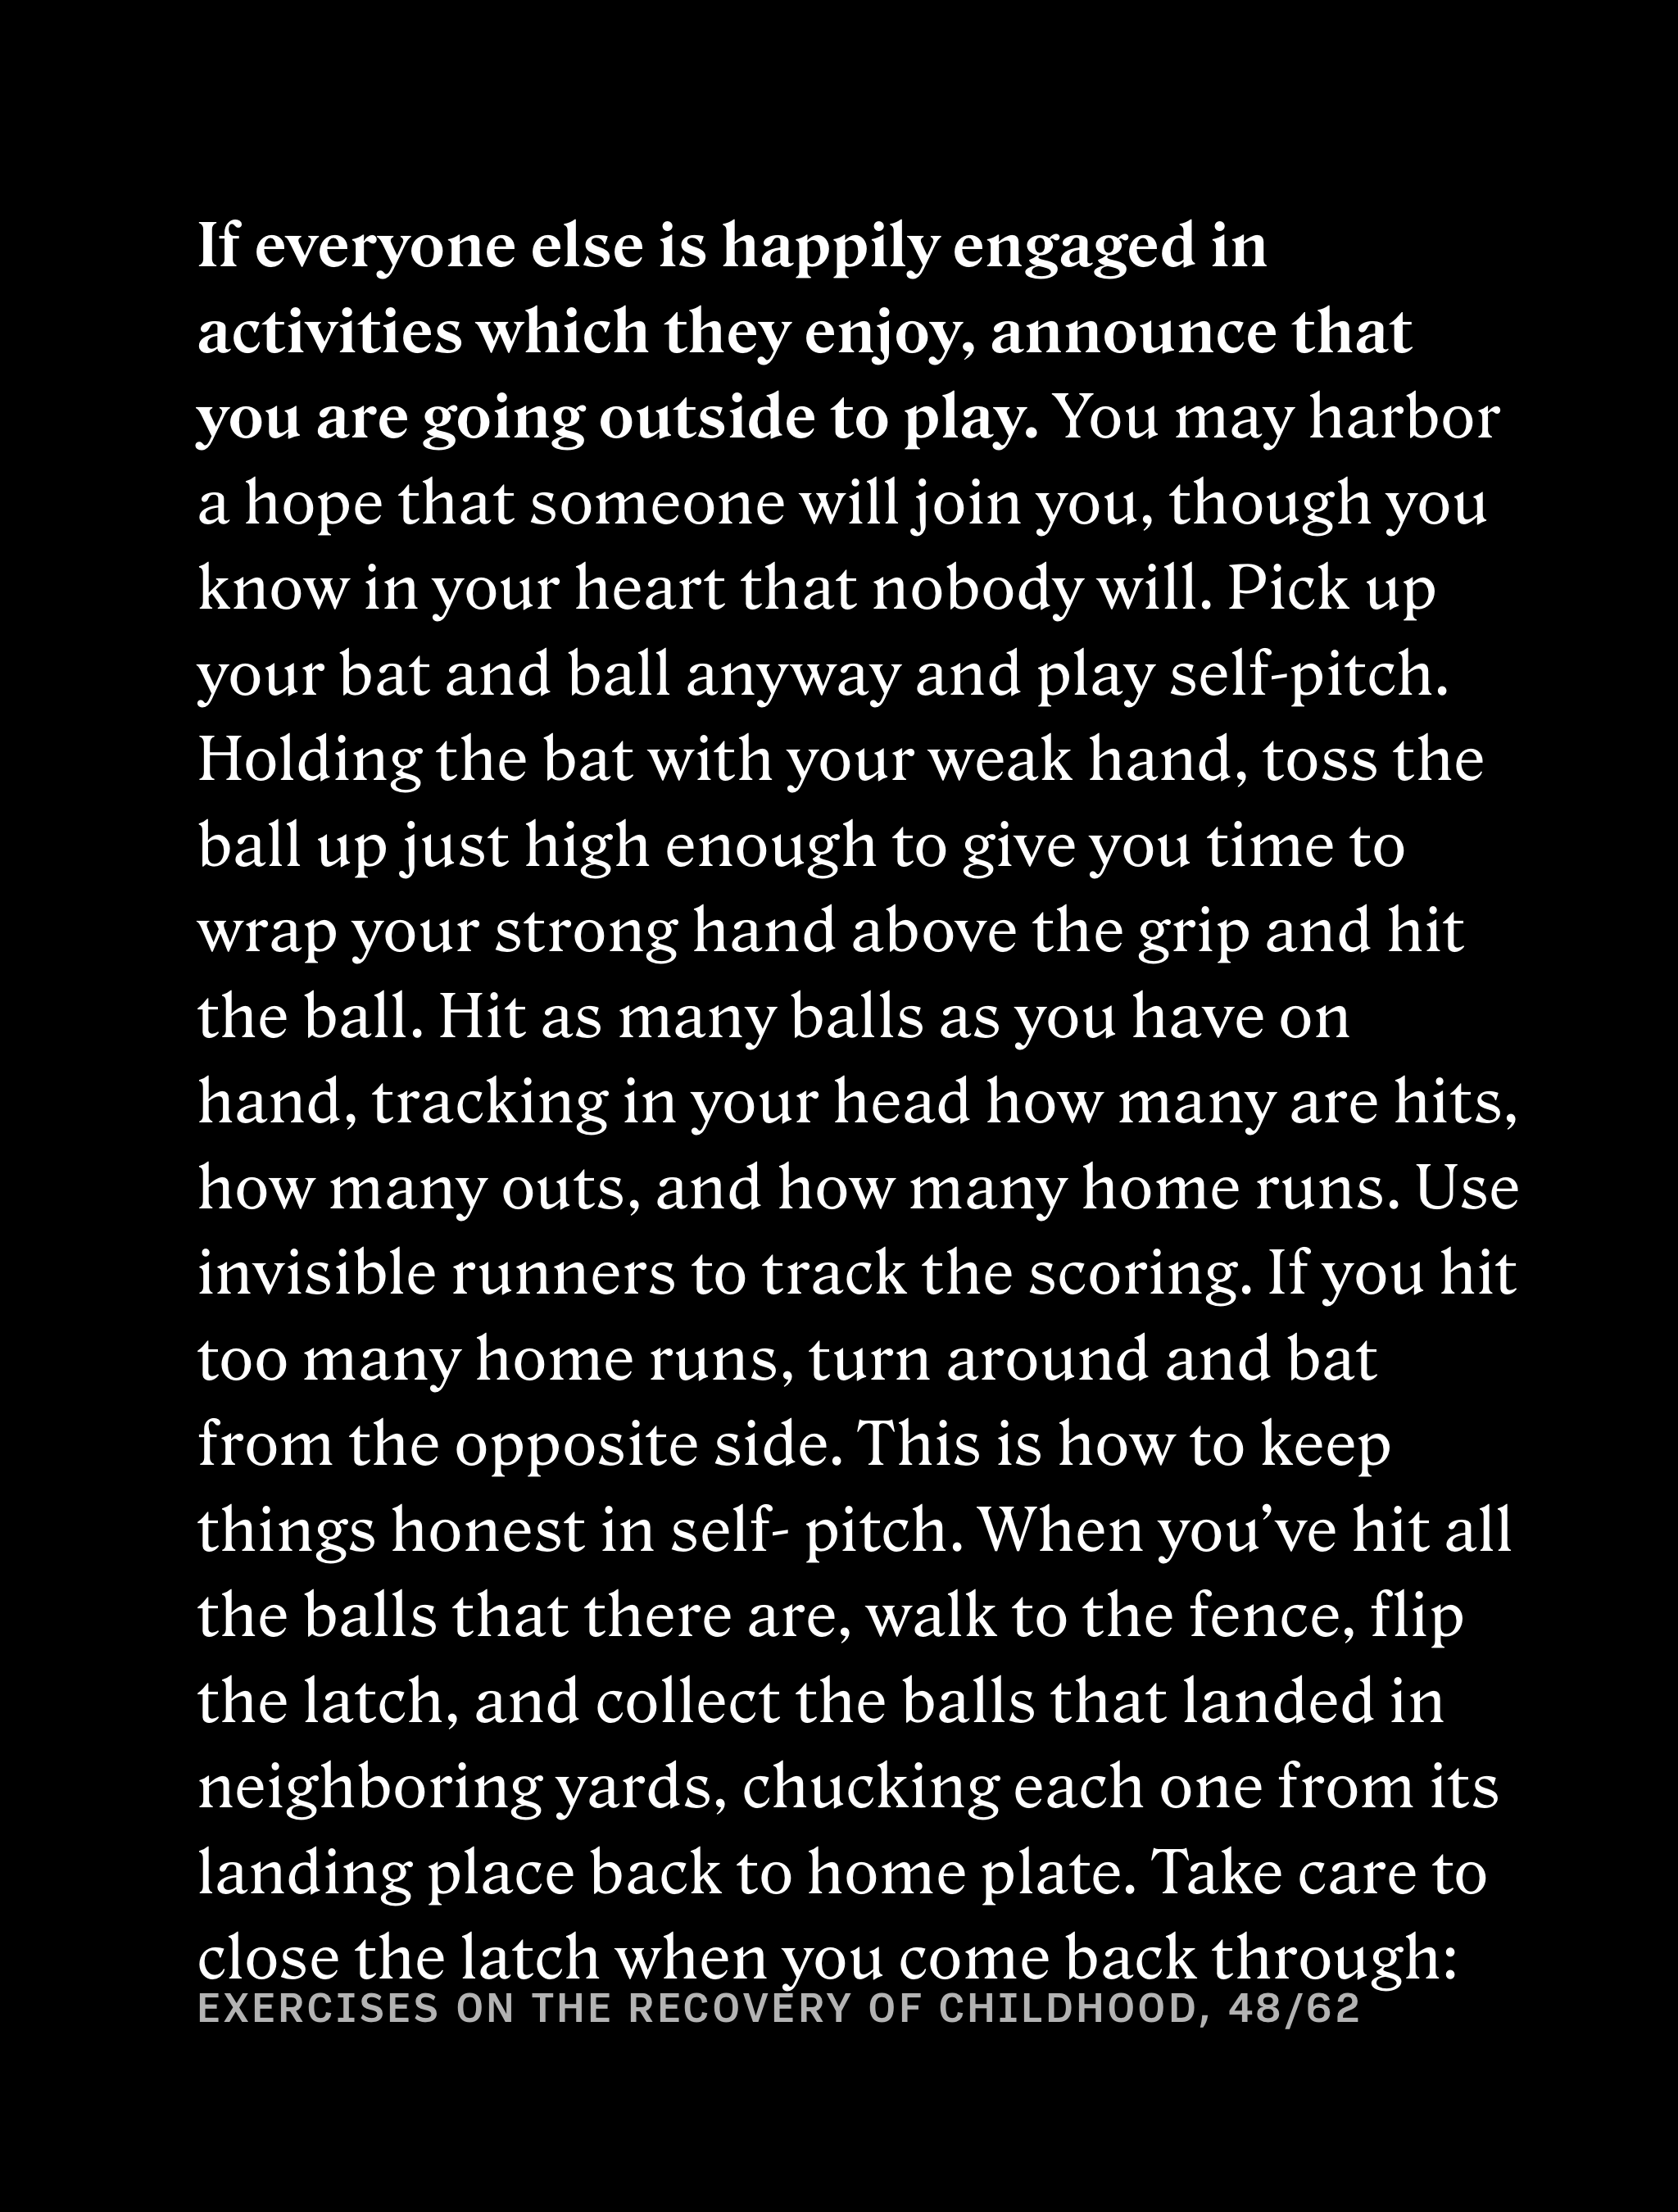 If everyone else is happily engaged in
activities which they enjoy, announce that
you are going outside to play. You may harbor
a hope that someone will join you, though you
know in your heart that nobody will. Pick up
your bat and ball anyway and play self-pitch.
Holding the bat with your weak hand, toss the
ball up just high enough to give you time to
wrap your strong hand above the grip and hit
the ball. Hit as many balls as you have on
hand, tracking in your head how many are hits,
how many outs, and how many home runs. Use
invisible runners to track the scoring. If you hit
too many home runs, turn around and bat
from the opposite side. This is how to keep
things honest in self- pitch. When you’ve hit all
the balls that there are, walk to the fence, flip
the latch, and collect the balls that landed in
neighboring yards, chucking each one from its
landing place back to home plate. Take care to
close the latch when you come back through:
EXERCISES ON THE RECOVERY OF CHILDHOOD, 48/62